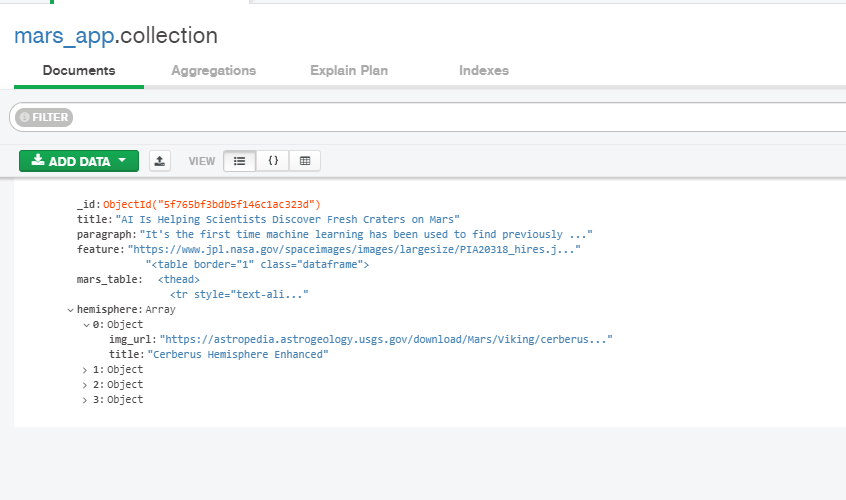 mars_app.collection
Documents Aggregations Explain Plan Indexes
FILTER
ADD DATA VIEW { }
_id: ObjectId("5f765bf3bdb5f146c1ac323d")
title: "AI Is Helping Scientists Discover Fresh Craters on Mars"
paragraph: "It's the first time machine learning has been used to find previously ..."
feature: "https://www.jpl.nasa.gov/spaceimages/images/largesize/PIA20318_hires.j..."
"<table border="1" class="dataframe">
mars_table: <thead>
<tr style="text-ali..."
hemisphere: Array
0: Object
img_url: "https://astropedia.astrogeology.usgs.gov/download/Mars/Viking/cerberus..."
title: "Cerberus Hemisphere Enhanced"
1: Object
2: Object
3: Object